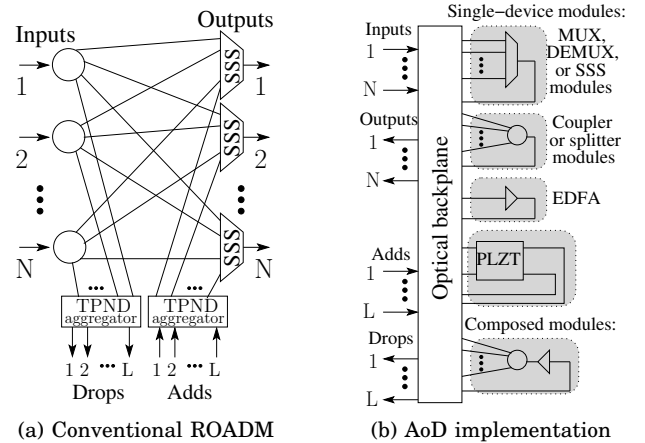 Inputs
Outputs
1
SSS
1
2
SSS
2
N
SSS
N
TPND
aggregator
TPND
aggregator
1 2 L
1 2 L
Drops
Adds
(a) Conventional ROADM
Single-device modules:
Inputs
1
N
Outputs
1
N
Adds
1
L
Drops
1
L
Optical backplane
MUX,
DEMUX,
or SSS
modules
Coupler
or splitter
modules
EDFA
PLZT
Composed modules:
(b) AoD implementation